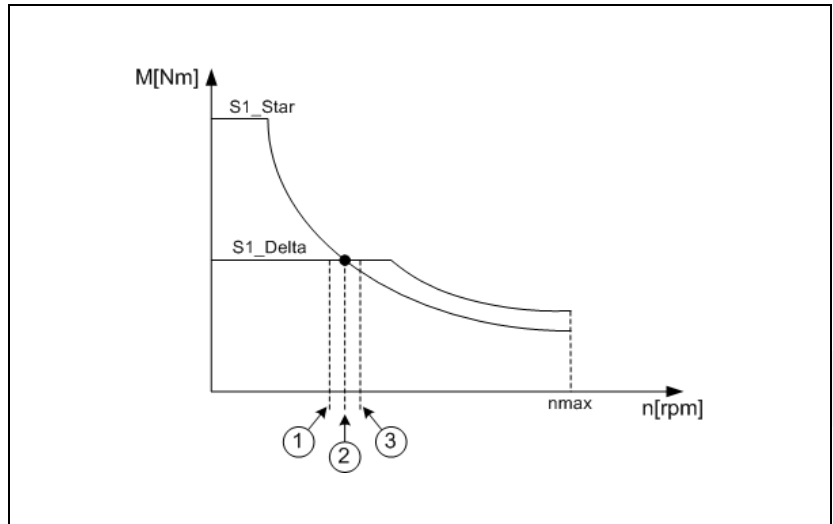 M[Nm]
S1_Star
S1_Delta
nmax
n[rpm]
1
2
3